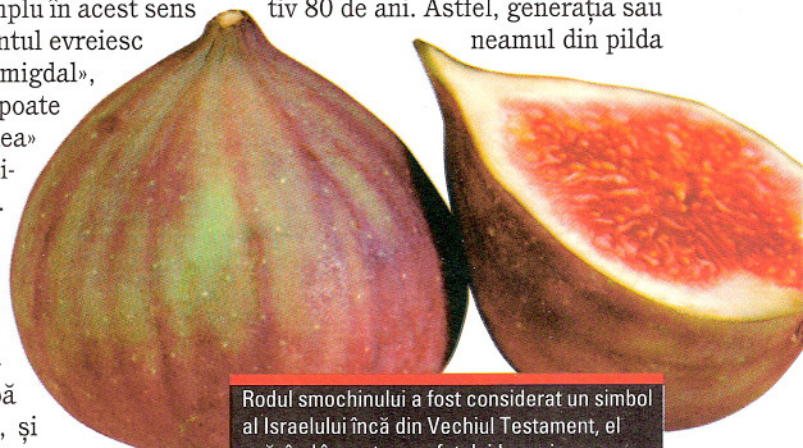 mplu în acest sens
ntul evreiesc
migdal»,
poate
ea»
i-
ă
, și
tiv 80 de ani. Astfel, generația sau
neamul din pilda
Rodul smochinului a fost considerat un simbol
al Israelului încă din Vechiul Testament, el